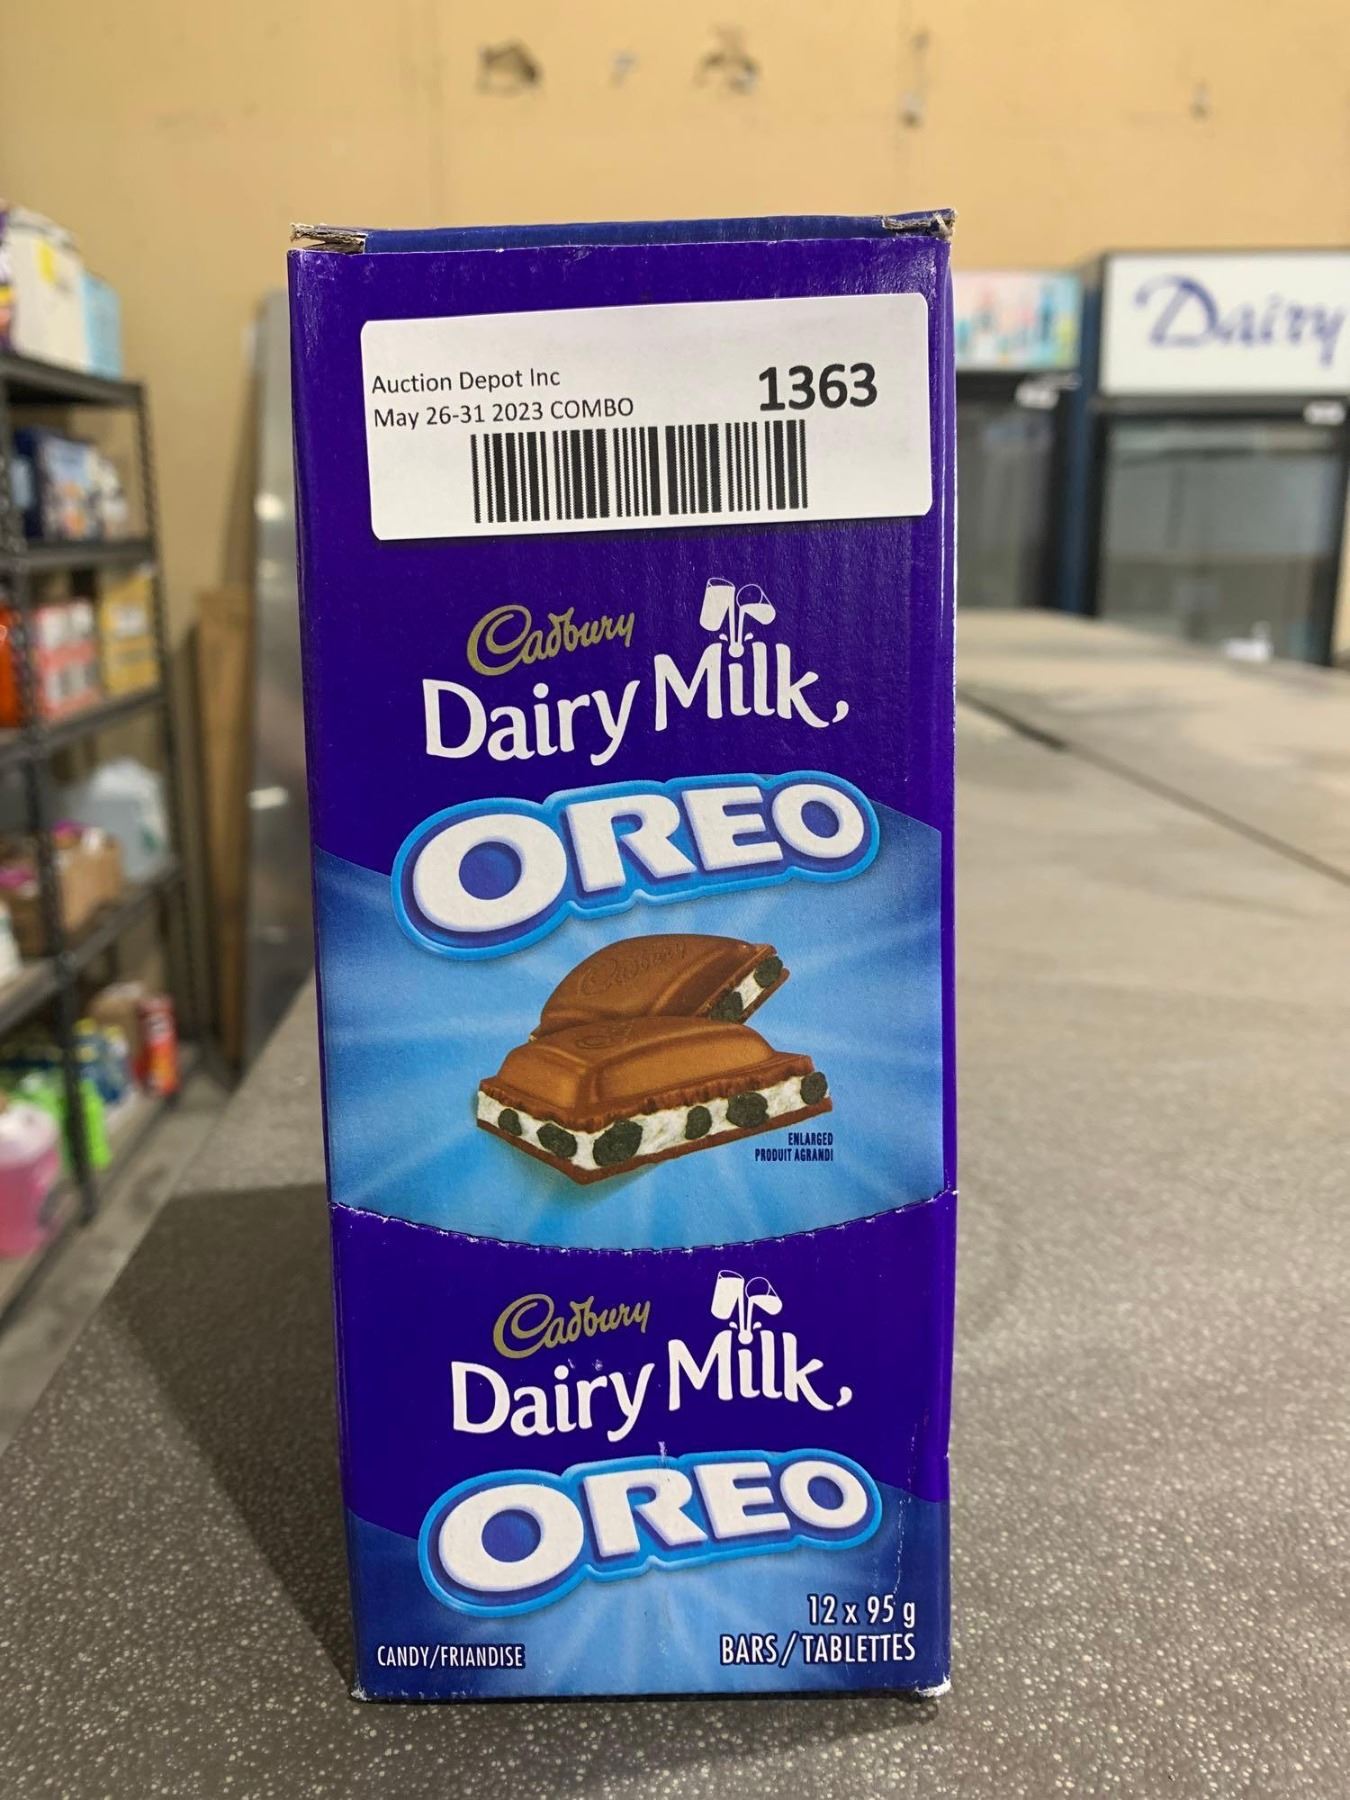 Dairy
Auction Depot Inc
May 26-31 2023 COMBO
1363
Cadbury
Dairy Milk,
OREO
Cadbury
ENLARGED
PRODUIT AGRANDI
Cadbury
Dairy Milk,
OREO
12 x 95 g
BARS / TABLETTES
CANDY/FRIANDISE